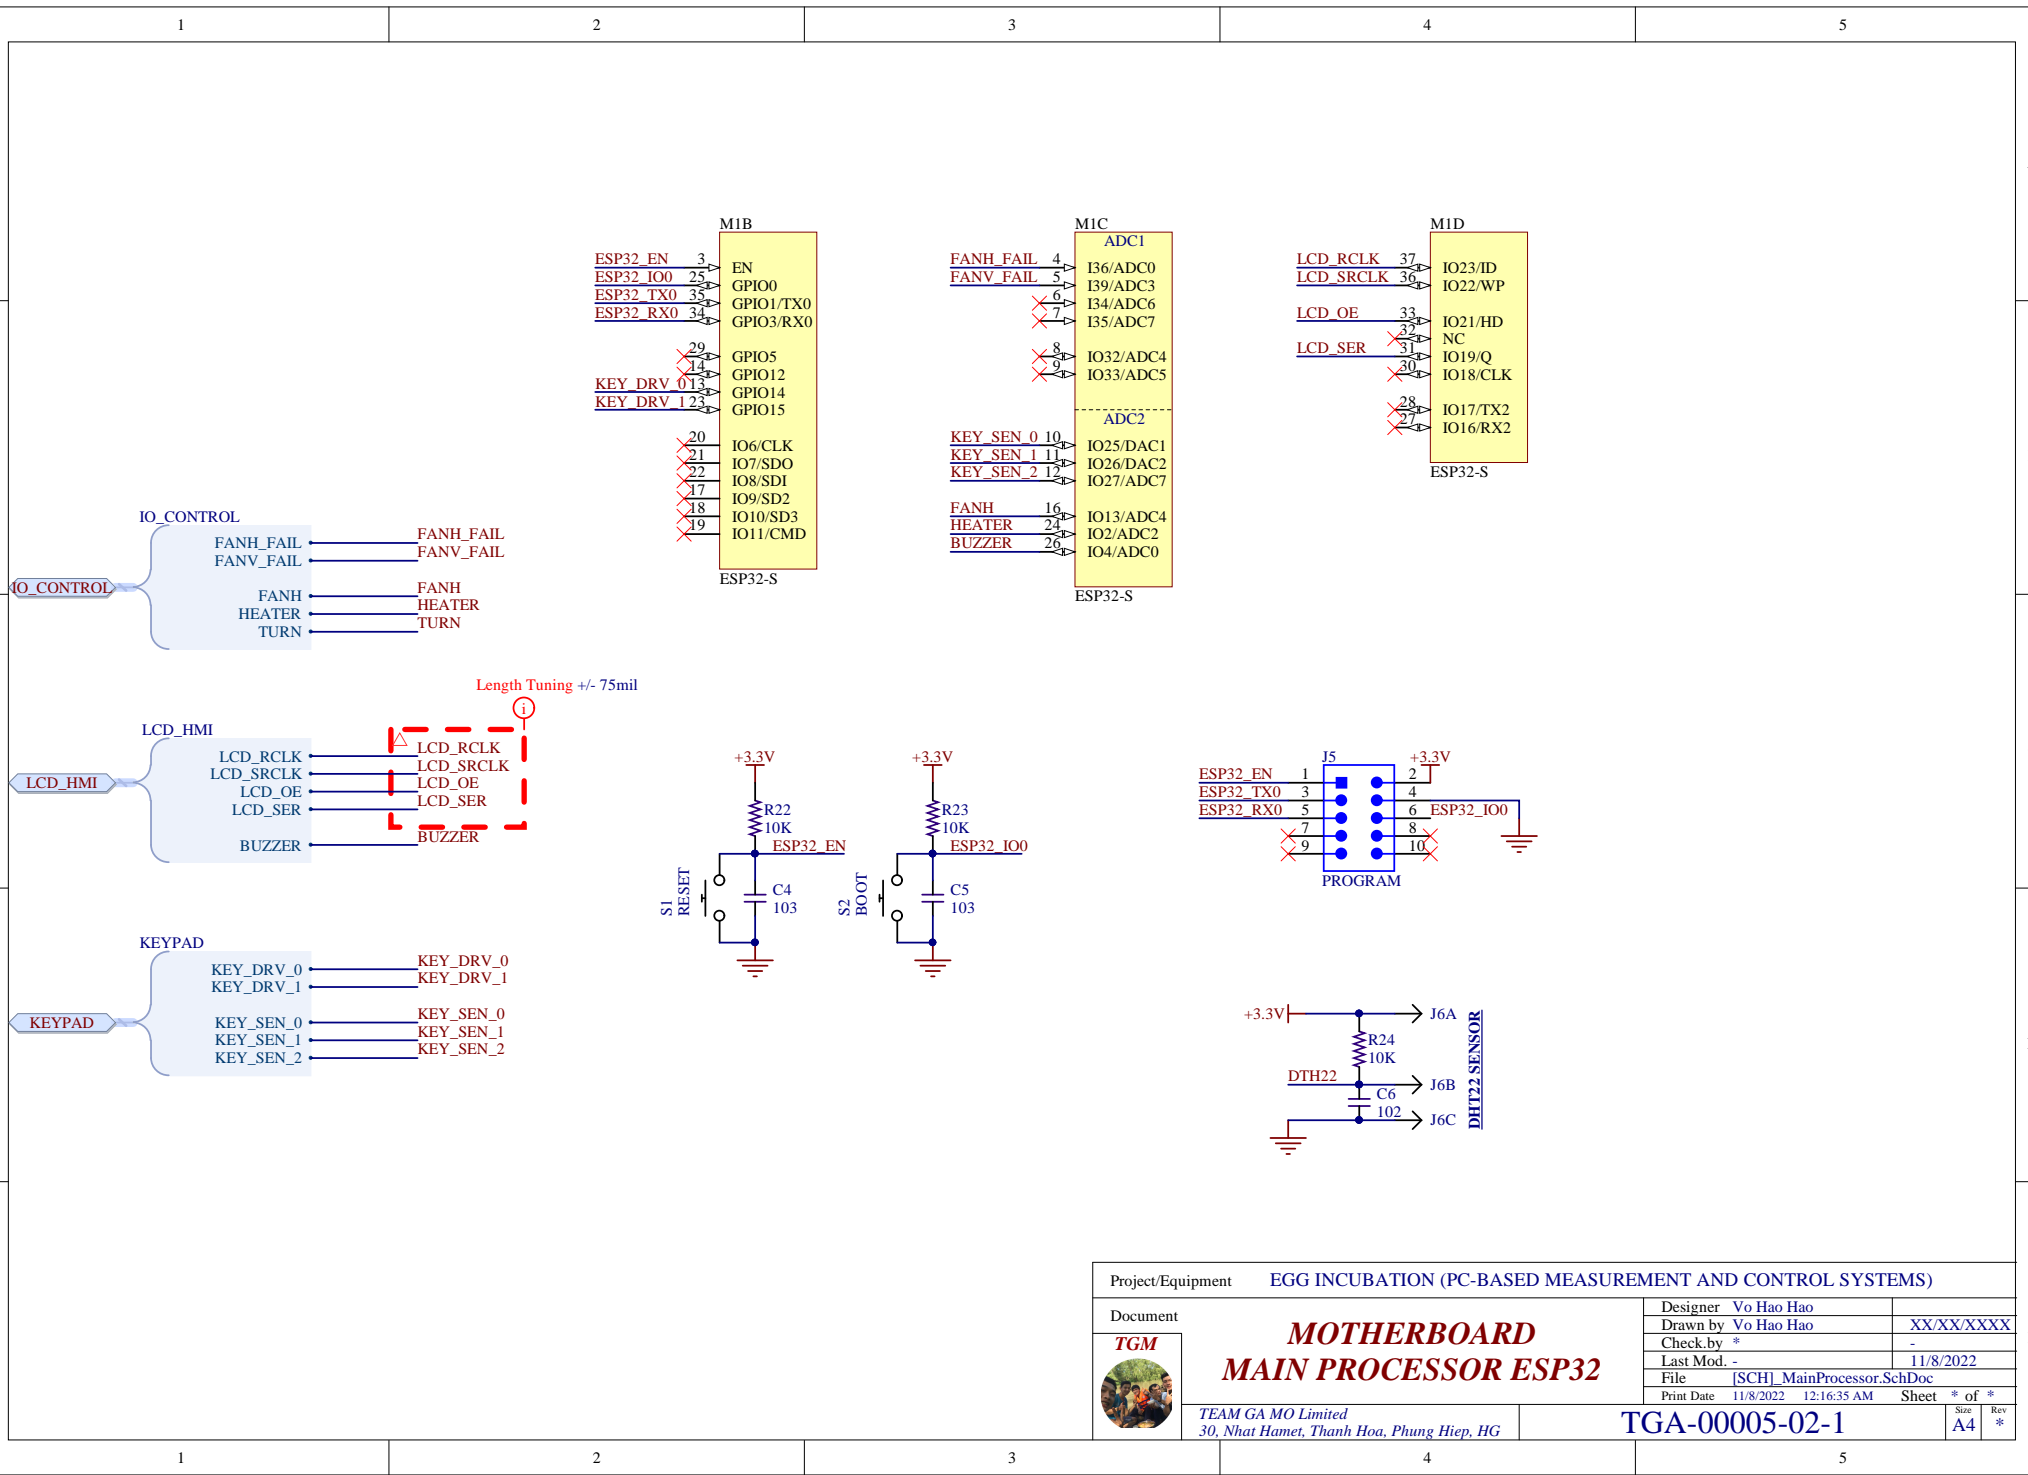 1 2 3 4 5
M1B
ESP32_EN 3 EN
ESP32_IO0 25 GPIO0
ESP32_TX0 35 GPIO1/TX0
ESP32_RX0 34 GPIO3/RX0
29 GPIO5
14 GPIO12
KEY_DRV_0 13 GPIO14
KEY_DRV_1 23 GPIO15
20 IO6/CLK
21 IO7/SDO
22 IO8/SDI
17 IO9/SD2
18 IO10/SD3
19 IO11/CMD
ESP32-S
M1C
ADC1
FANH_FAIL 4 I36/ADC0
FANV_FAIL 5 I39/ADC3
6 I34/ADC6
7 I35/ADC7
8 IO32/ADC4
9 IO33/ADC5
ADC2
KEY_SEN_0 10 IO25/DAC1
KEY_SEN_1 11 IO26/DAC2
KEY_SEN_2 12 IO27/ADC7
FANH 16 IO13/ADC4
HEATER 24 IO2/ADC2
BUZZER 26 IO4/ADC0
ESP32-S
M1D
LCD_RCLK 37 IO23/ID
LCD_SRCLK 36 IO22/WP
LCD_OE 33 IO21/HD
32 NC
LCD_SER 31 IO19/Q
30 IO18/CLK
28 IO17/TX2
27 IO16/RX2
ESP32-S
IO_CONTROL
IO_CONTROL
FANH_FAIL FANH_FAIL
FANV_FAIL FANV_FAIL
FANH FANH
HEATER HEATER
TURN TURN
Length Tuning +/- 75mil
i
LCD_HMI
LCD_HMI
LCD_RCLK LCD_RCLK
LCD_SRCLK LCD_SRCLK
LCD_OE LCD_OE
LCD_SER LCD_SER
BUZZER BUZZER
KEYPAD
KEYPAD
KEY_DRV_0 KEY_DRV_0
KEY_DRV_1 KEY_DRV_1
KEY_SEN_0 KEY_SEN_0
KEY_SEN_1 KEY_SEN_1
KEY_SEN_2 KEY_SEN_2
+3.3V
R22
10K
ESP32_EN
S1
RESET
C4
103
+3.3V
R23
10K
ESP32_IO0
S2
BOOT
C5
103
J5
+3.3V
ESP32_EN 1 2
ESP32_TX0 3 4
ESP32_RX0 5 6 ESP32_IO0
7 8
9 10
PROGRAM
+3.3V J6A
R24
10K
DTH22 J6B
C6
102
J6C
DHT22 SENSOR
Project/Equipment EGG INCUBATION (PC-BASED MEASUREMENT AND CONTROL SYSTEMS)
Document
TGM
MOTHERBOARD
MAIN PROCESSOR ESP32
Designer Vo Hao Hao
Drawn by Vo Hao Hao XX/XX/XXXX
Check.by * -
Last Mod. - 11/8/2022
File [SCH]_MainProcessor.SchDoc
Print Date 11/8/2022 12:16:35 AM Sheet * of *
TEAM GA MO Limited
30, Nhat Hamet, Thanh Hoa, Phung Hiep, HG
TGA-00005-02-1
Size
A4
Rev
*
1 2 3 4 5